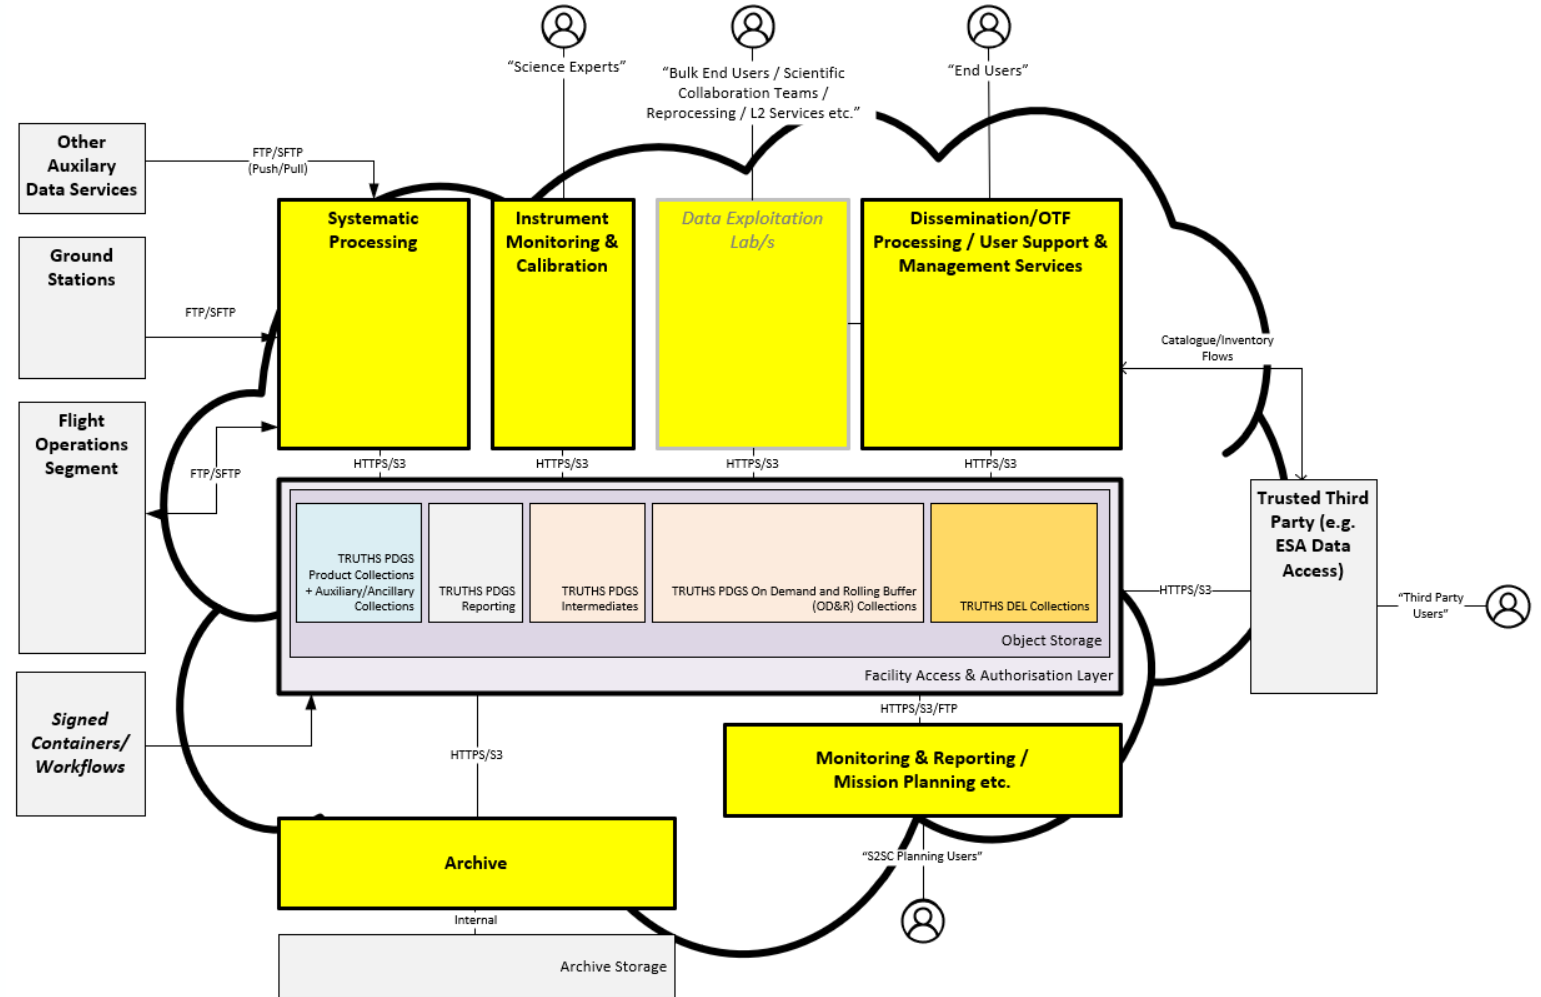 “Science Experts”
“Bulk End Users / Scientific
Collaboration Teams /
Reprocessing / L2 Services etc.”
“End Users”
Other
Auxilary
Data Services
FTP/SFTP
(Push/Pull)
Ground
Stations
FTP/SFTP
Flight
Operations
Segment
FTP/SFTP
Signed
Containers/
Workflows
Systematic
Processing
Instrument
Monitoring &
Calibration
Data Exploitation
Lab/s
Dissemination/OTF
Processing / User Support &
Management Services
Catalogue/Inventory
Flows
HTTPS/S3
HTTPS/S3
HTTPS/S3
HTTPS/S3
TRUTHS PDGS
Product Collections
+ Auxiliary/Ancillary
Collections
TRUTHS PDGS
Reporting
TRUTHS PDGS
Intermediates
TRUTHS PDGS On Demand and Rolling Buffer
(OD&R) Collections
TRUTHS DEL Collections
Object Storage
Facility Access & Authorisation Layer
Trusted Third
Party (e.g.
ESA Data
Access)
HTTPS/S3
“Third Party
Users”
HTTPS/S3/FTP
HTTPS/S3
Monitoring & Reporting /
Mission Planning etc.
Archive
“S2SC Planning Users”
Internal
Archive Storage